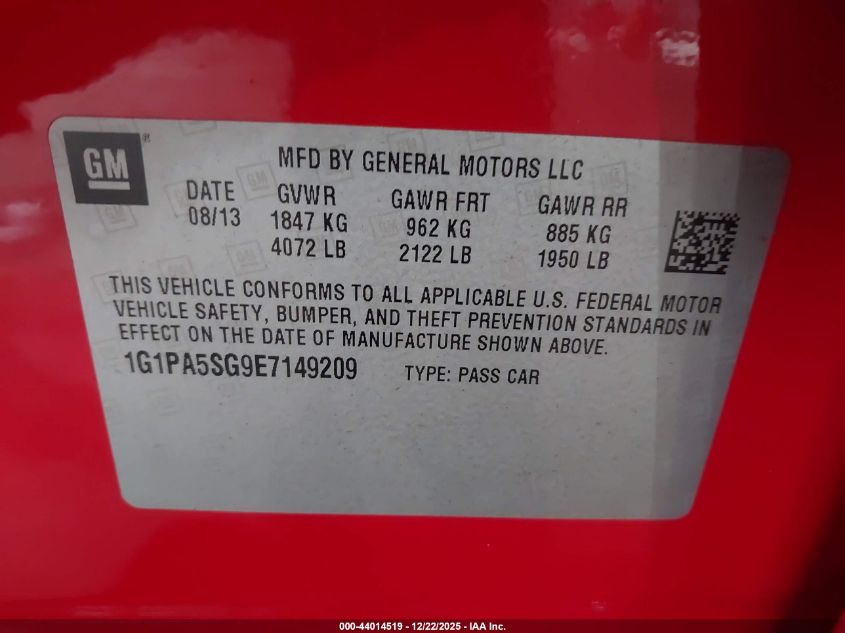 GM®
MFD BY GENERAL MOTORS LLC
DATE GVWR GAWR FRT GAWR RR
08/13 1847 KG 962 KG 885 KG
4072 LB 2122 LB 1950 LB
THIS VEHICLE CONFORMS TO ALL APPLICABLE U.S. FEDERAL MOTOR
VEHICLE SAFETY, BUMPER, AND THEFT PREVENTION STANDARDS IN
EFFECT ON THE DATE OF MANUFACTURE SHOWN ABOVE.
1G1PA5SG9E7149209 TYPE: PASS CAR
000-44014519 - 12/22/2025 - IAA Inc.